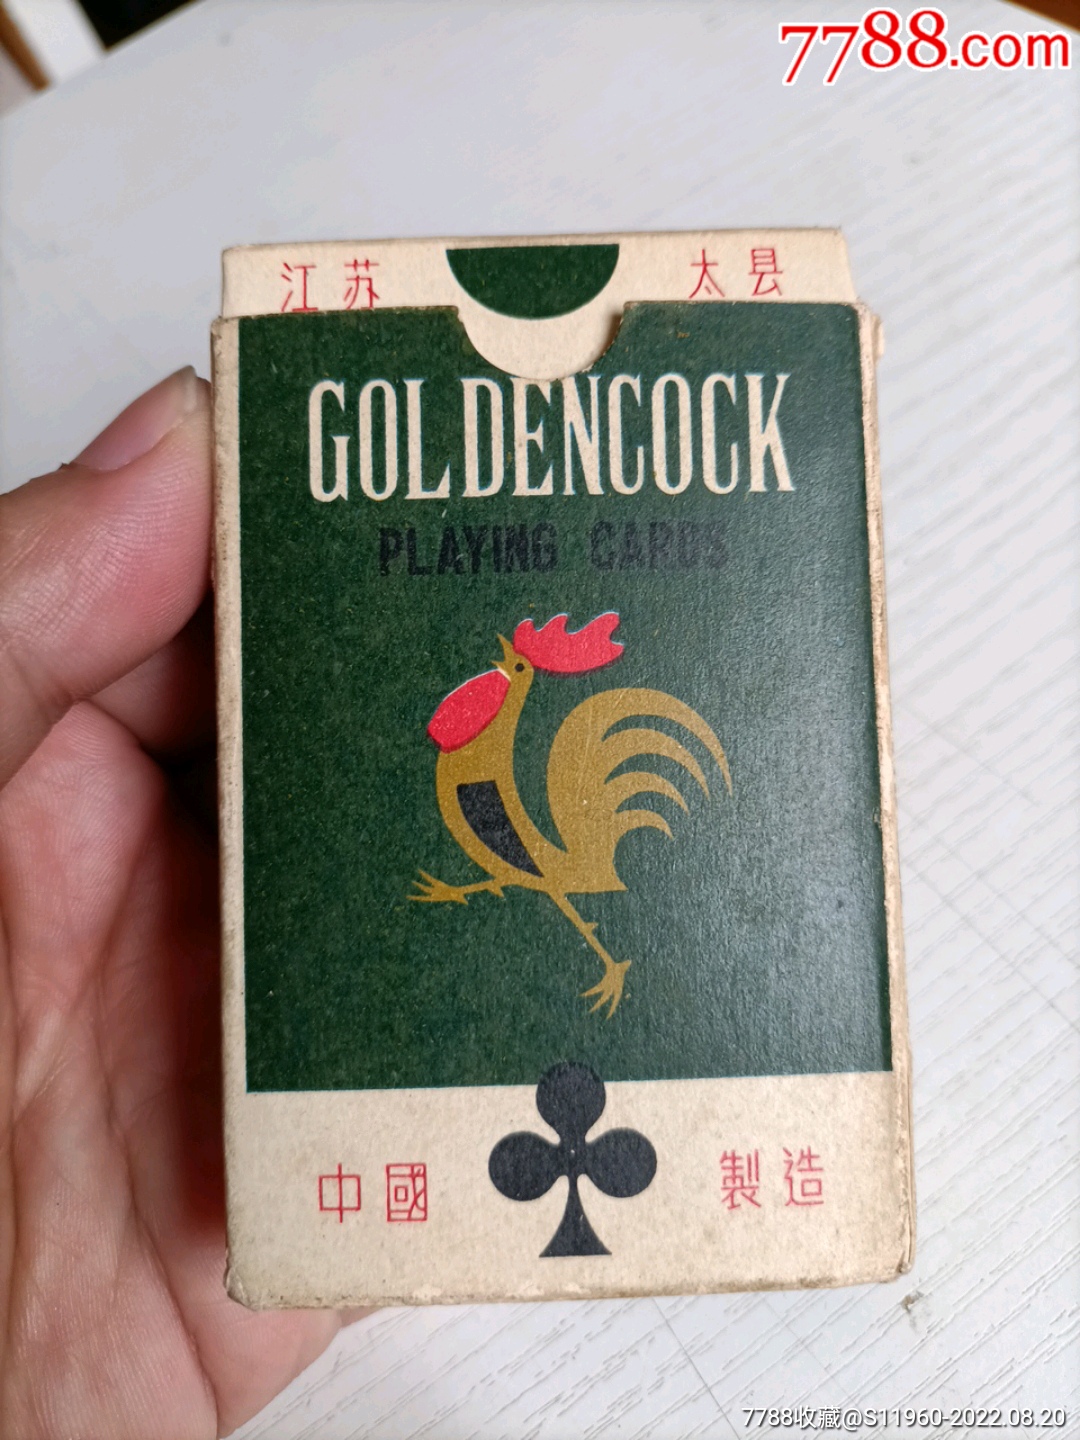 7788.com
江苏 太县
GOLDENCOCK
PLAYING CARDS
中國 製造
7788收藏@S11960-2022.08.20